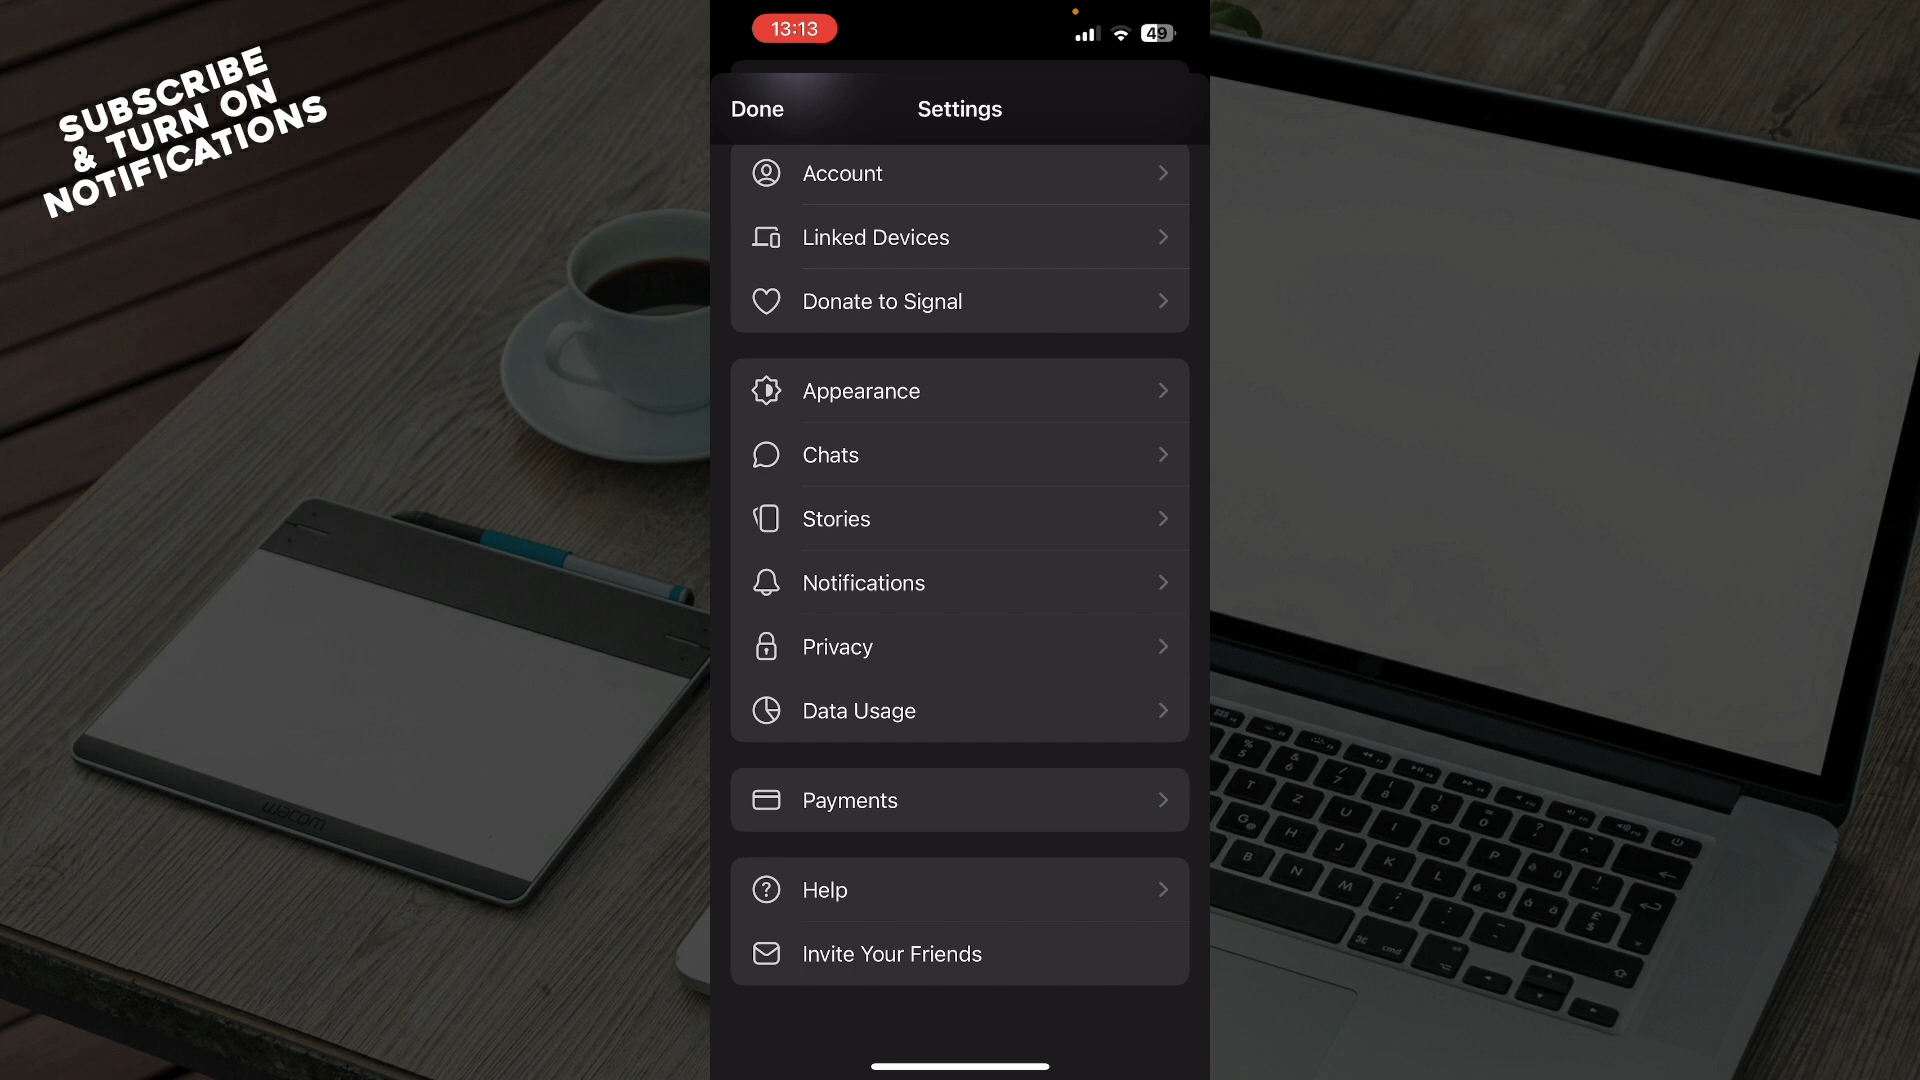 SUBSCRIBE
& TURN ON
NOTIFICATIONS
13:13
49
Done
Settings
Account
Linked Devices
Donate to Signal
Appearance
Chats
Stories
Notifications
Privacy
Data Usage
Payments
Help
Invite Your Friends
wacom